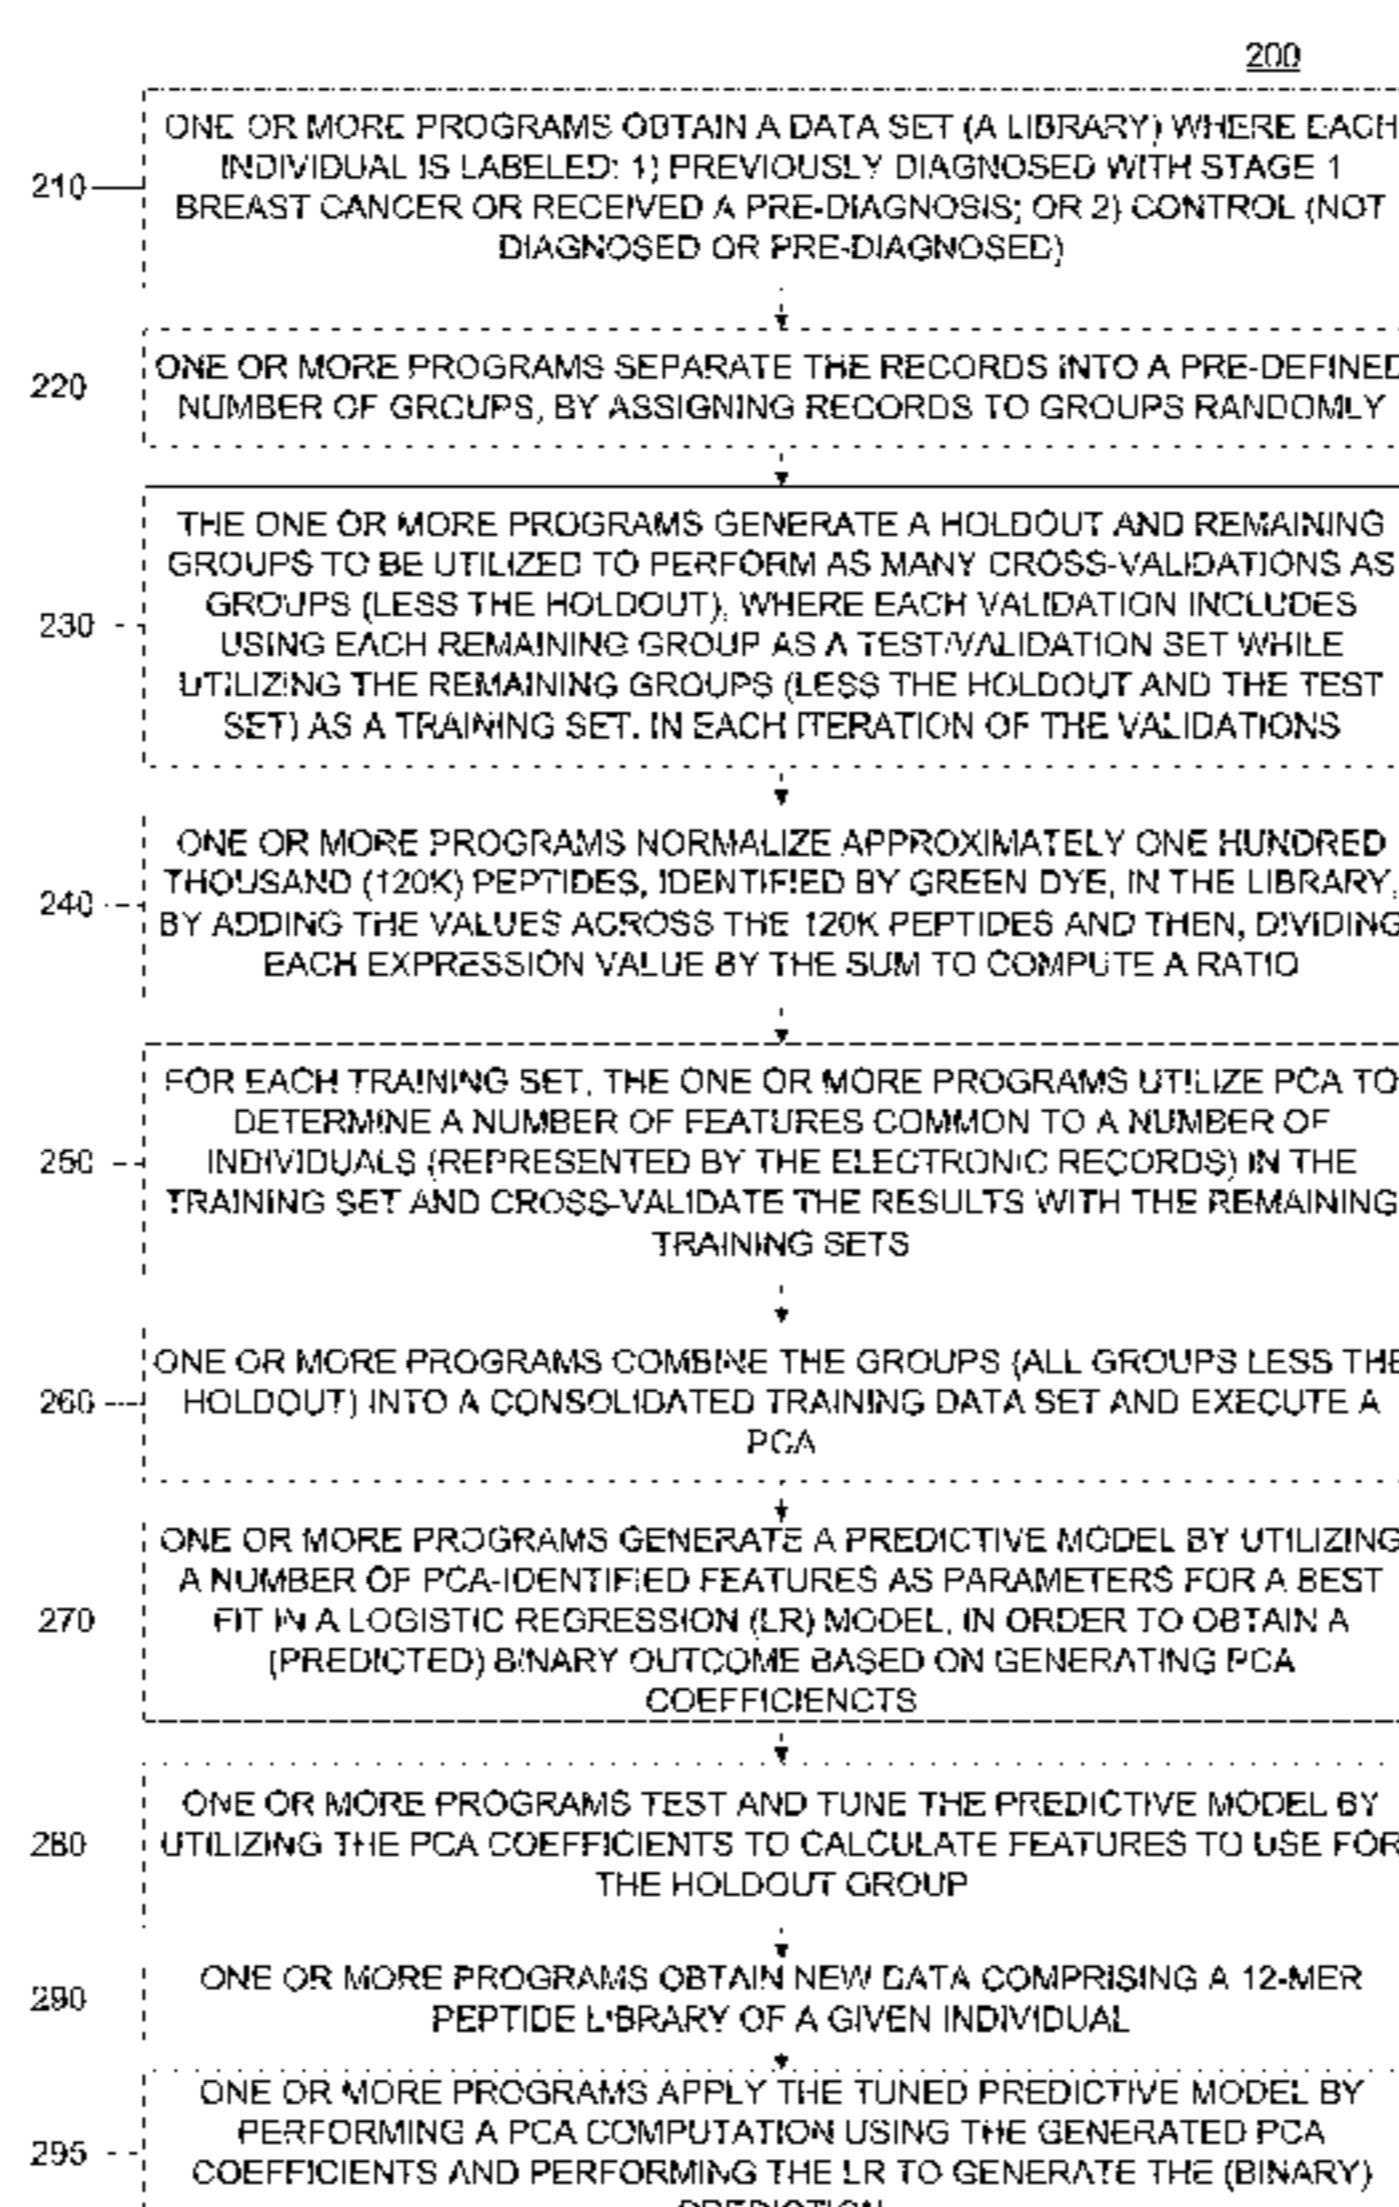 200
ONE OR MORE PROGRAMS OBTAIN A DATA SET (A LIBRARY) WHERE EACH
INDIVIDUAL IS LABELED: 1) PREVIOUSLY DIAGNOSED WITH STAGE 1
BREAST CANCER OR RECEIVED A PRE-DIAGNOSIS; OR 2) CONTROL (NOT
DIAGNOSED OR PRE-DIAGNOSED)
210
ONE OR MORE PROGRAMS SEPARATE THE RECORDS INTO A PRE-DEFINED
NUMBER OF GROUPS, BY ASSIGNING RECORDS TO GROUPS RANDOMLY
220
THE ONE OR MORE PROGRAMS GENERATE A HOLDOUT AND REMAINING
GROUPS TO BE UTILIZED TO PERFORM AS MANY CROSS-VALIDATIONS AS
GROUPS (LESS THE HOLDOUT), WHERE EACH VALIDATION INCLUDES
USING EACH REMAINING GROUP AS A TEST/VALIDATION SET WHILE
UTILIZING THE REMAINING GROUPS (LESS THE HOLDOUT AND THE TEST
SET) AS A TRAINING SET. IN EACH ITERATION OF THE VALIDATIONS
230
ONE OR MORE PROGRAMS NORMALIZE APPROXIMATELY ONE HUNDRED
THOUSAND (120K) PEPTIDES, IDENTIFIED BY GREEN DYE, IN THE LIBRARY,
BY ADDING THE VALUES ACROSS THE 120K PEPTIDES AND THEN, DIVIDING
EACH EXPRESSION VALUE BY THE SUM TO COMPUTE A RATIO
240
FOR EACH TRAINING SET, THE ONE OR MORE PROGRAMS UTILIZE PCA TO
DETERMINE A NUMBER OF FEATURES COMMON TO A NUMBER OF
INDIVIDUALS (REPRESENTED BY THE ELECTRONIC RECORDS) IN THE
TRAINING SET AND CROSS-VALIDATE THE RESULTS WITH THE REMAINING
TRAINING SETS
250
ONE OR MORE PROGRAMS COMBINE THE GROUPS (ALL GROUPS LESS THE
HOLDOUT) INTO A CONSOLIDATED TRAINING DATA SET AND EXECUTE A
PCA
260
ONE OR MORE PROGRAMS GENERATE A PREDICTIVE MODEL BY UTILIZING
A NUMBER OF PCA-IDENTIFIED FEATURES AS PARAMETERS FOR A BEST
FIT IN A LOGISTIC REGRESSION (LR) MODEL, IN ORDER TO OBTAIN A
(PREDICTED) BINARY OUTCOME BASED ON GENERATING PCA
COEFFICIENCTS
270
ONE OR MORE PROGRAMS TEST AND TUNE THE PREDICTIVE MODEL BY
UTILIZING THE PCA COEFFICIENTS TO CALCULATE FEATURES TO USE FOR
THE HOLDOUT GROUP
280
ONE OR MORE PROGRAMS OBTAIN NEW DATA COMPRISING A 12-MER
PEPTIDE LIBRARY OF A GIVEN INDIVIDUAL
290
ONE OR MORE PROGRAMS APPLY THE TUNED PREDICTIVE MODEL BY
PERFORMING A PCA COMPUTATION USING THE GENERATED PCA
COEFFICIENTS AND PERFORMING THE LR TO GENERATE THE (BINARY)
295